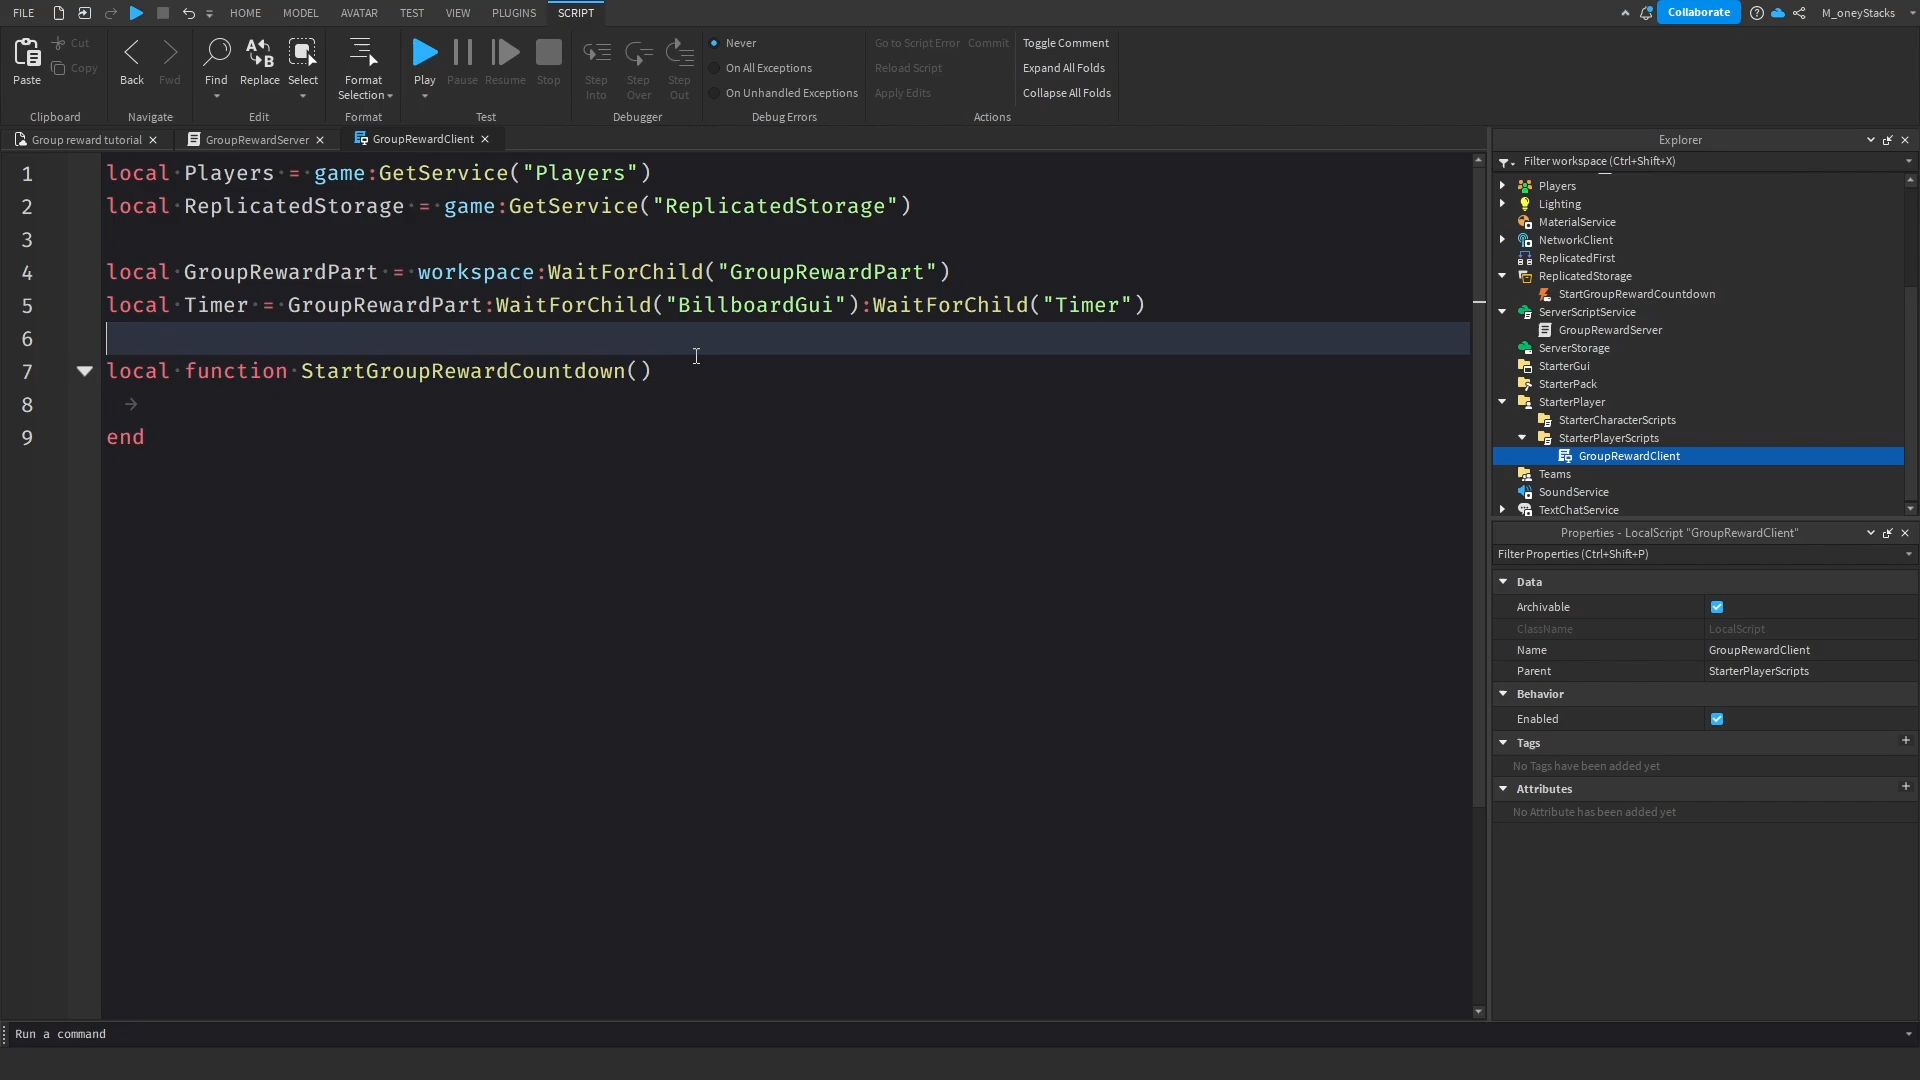 FILE HOME MODEL AVATAR TEST VIEW PLUGINS SCRIPT Collaborate M_oneyStacks
Paste Cut Copy
Clipboard
Back Fwd
Navigate
Find Replace Select
Edit
Format Selection
Format
Play Pause Resume Stop
Test
Step Into Step Over Step Out
Debugger
Never
On All Exceptions
On Unhandled Exceptions
Debug Errors
Go to Script Error Commit Toggle Comment
Reload Script Expand All Folds
Apply Edits Collapse All Folds
Actions
Group reward tutorial GroupRewardServer GroupRewardClient
1 local Players = game:GetService("Players")
2 local ReplicatedStorage = game:GetService("ReplicatedStorage")
3
4 local GroupRewardPart = workspace:WaitForChild("GroupRewardPart")
5 local Timer = GroupRewardPart:WaitForChild("BillboardGui"):WaitForChild("Timer")
6
7 local function StartGroupRewardCountdown()
8
9 end
Explorer
Filter workspace (Ctrl+Shift+X)
Players
Lighting
MaterialService
NetworkClient
ReplicatedFirst
ReplicatedStorage
StartGroupRewardCountdown
ServerScriptService
GroupRewardServer
ServerStorage
StarterGui
StarterPack
StarterPlayer
StarterCharacterScripts
StarterPlayerScripts
GroupRewardClient
Teams
SoundService
TextChatService
Properties - LocalScript "GroupRewardClient"
Filter Properties (Ctrl+Shift+P)
Data
Archivable
ClassName LocalScript
Name GroupRewardClient
Parent StarterPlayerScripts
Behavior
Enabled
Tags
No Tags have been added yet
Attributes
No Attribute has been added yet
Run a command